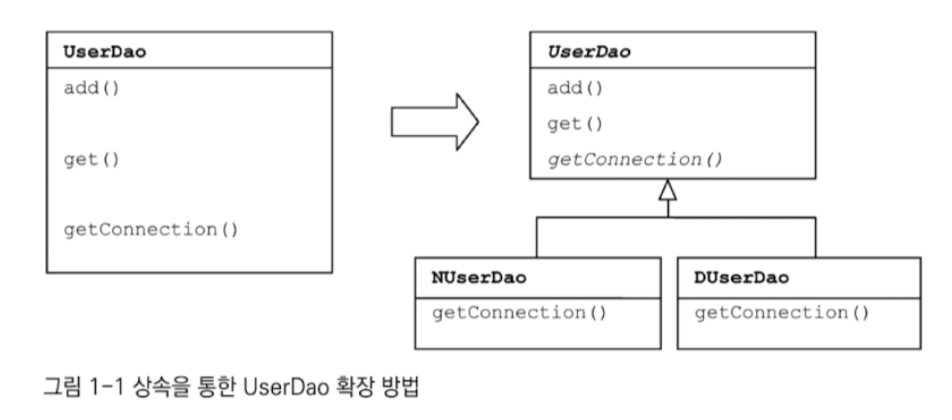 UserDao
add()
get()
getConnection()
UserDao
add()
get()
getConnection()
NUserDao
getConnection()
DUserDao
getConnection()
그림 1-1 상속을 통한 UserDao 확장 방법